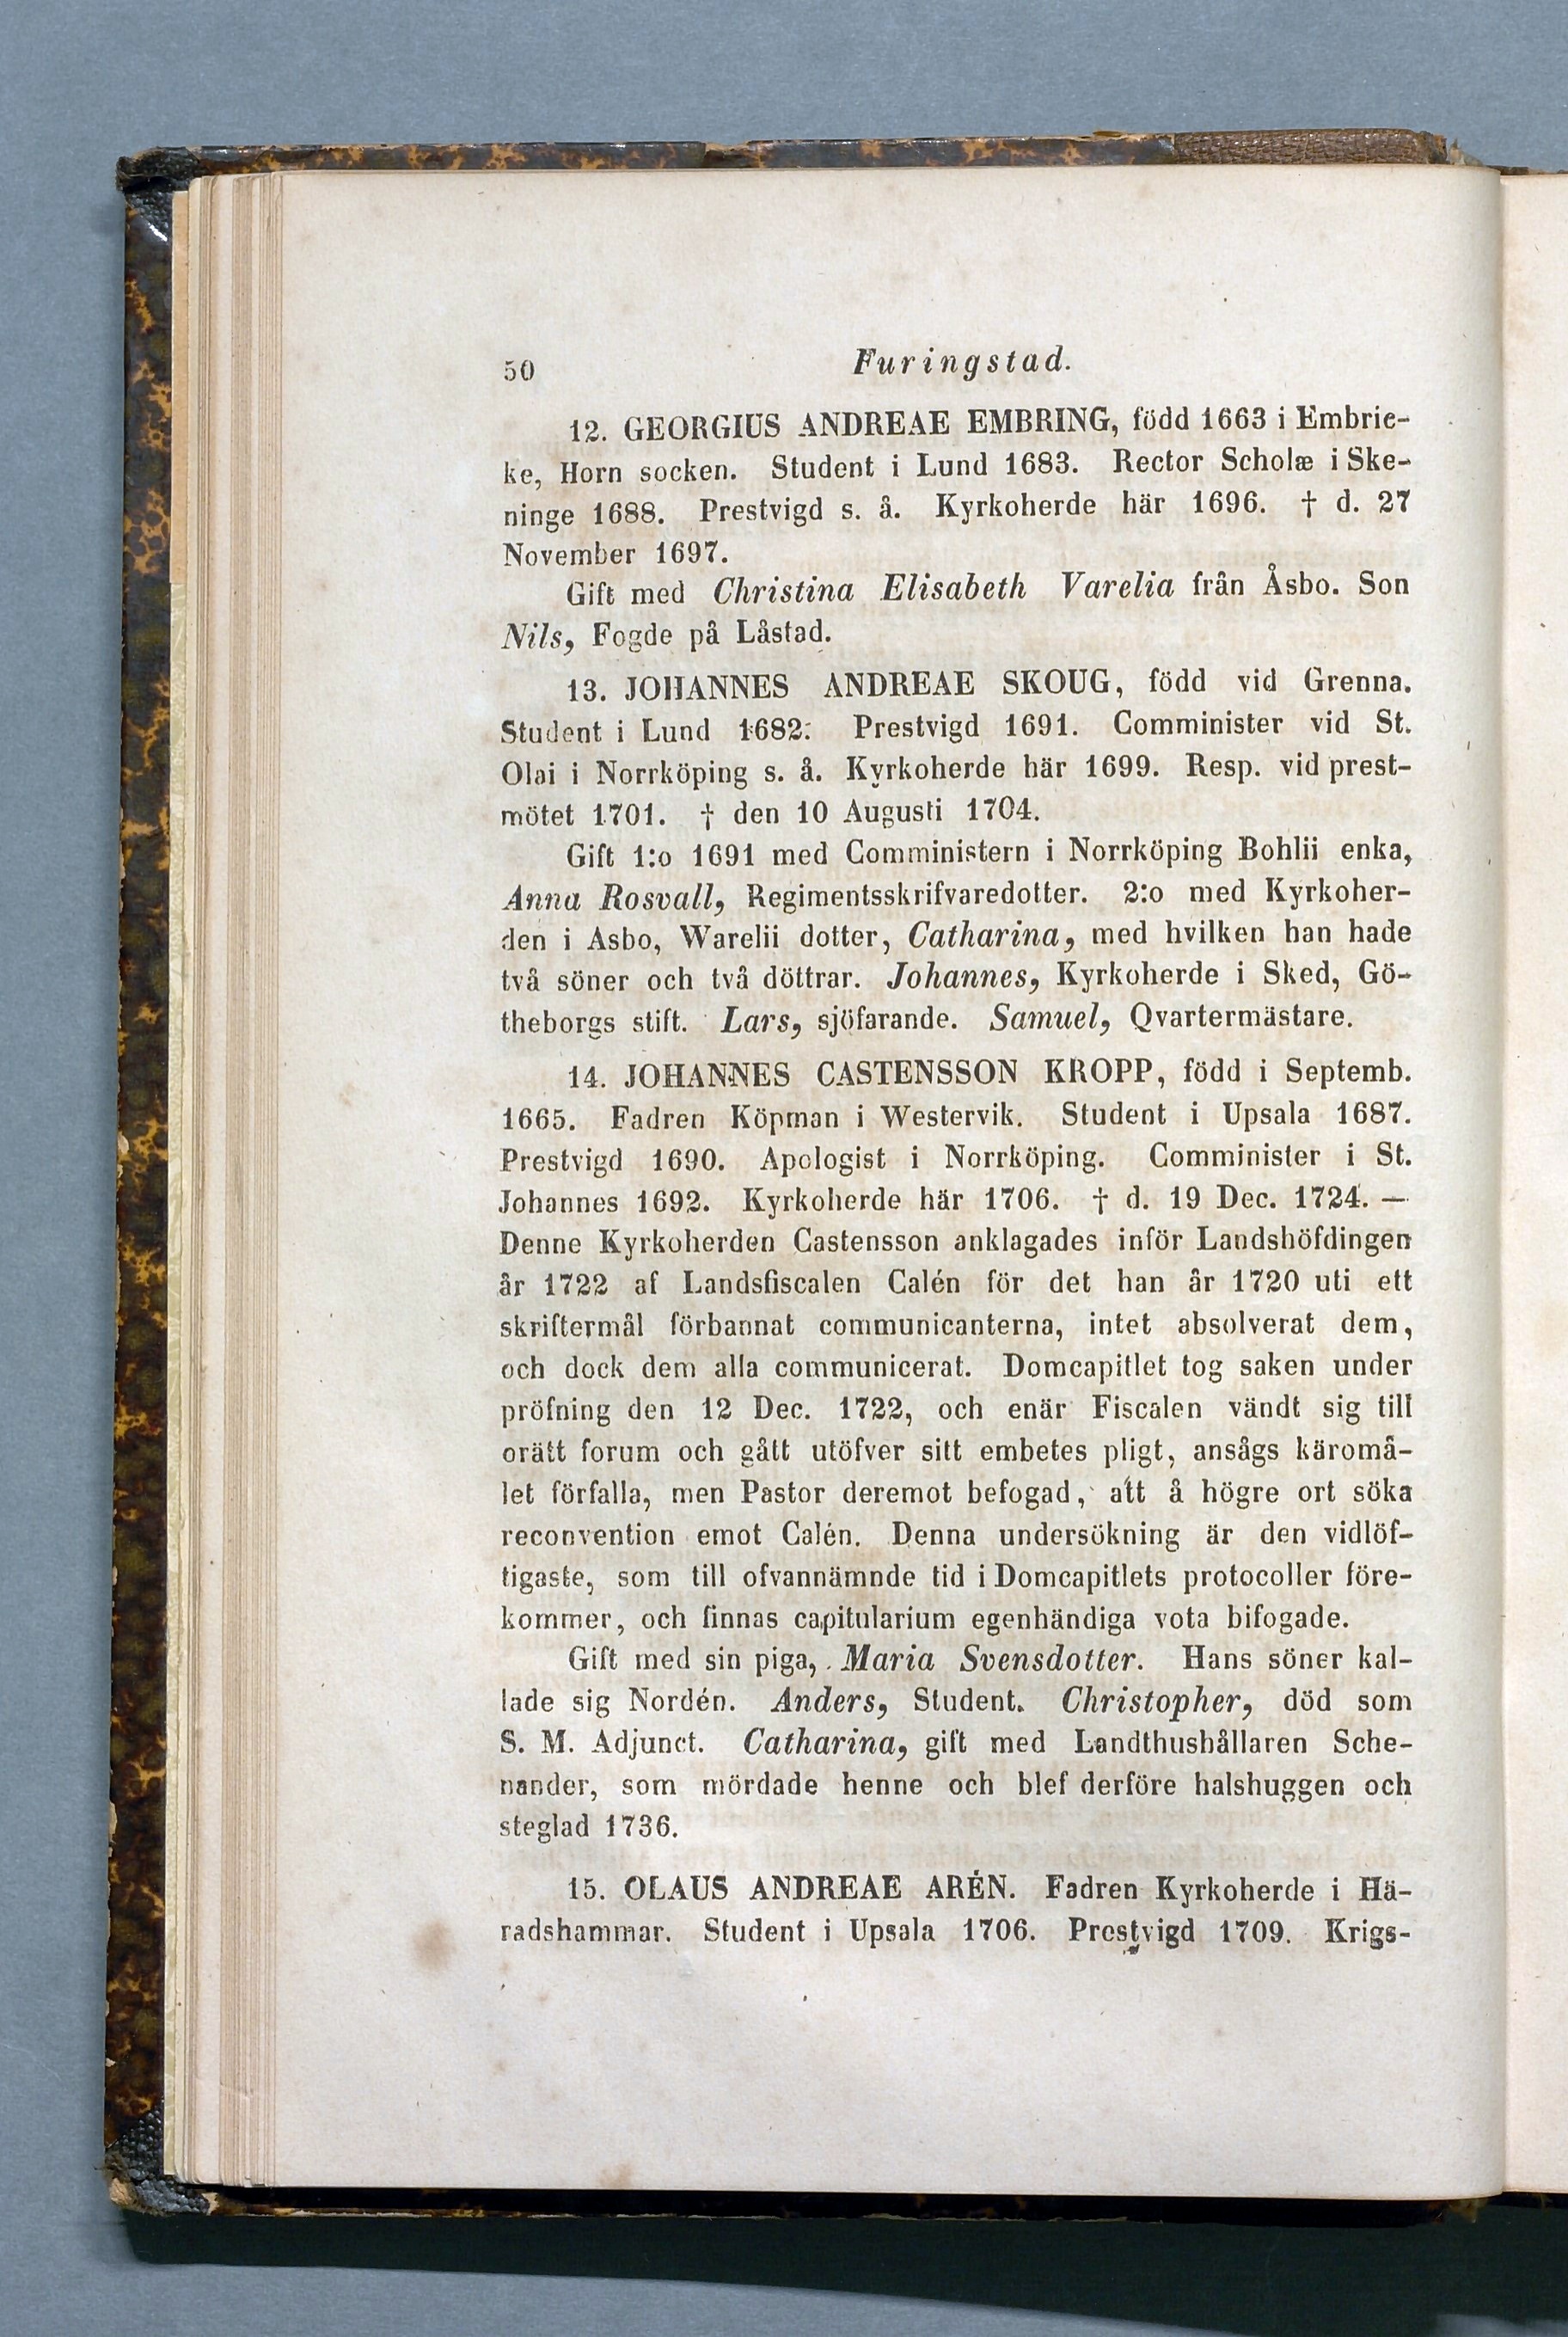 50 Furingstad.
12. GEORGIUS ANDREAE EMBRING, född 1663 i Embrie-
ke, Horn socken. Student i Lund 1683. Rector Scholæ i Ske-
ninge 1688. Prestvigd s. å. Kyrkoherde här 1696. † d. 27
November 1697.
Gift med Christina Elisabeth Varelia från Åsbo. Son
Nils, Fogde på Låstad.
13. JOHANNES ANDREAE SKOUG, född vid Grenna.
Student i Lund 1682. Prestvigd 1691. Comminister vid St.
Olai i Norrköping s. å. Kyrkoherde här 1699. Resp. vid prest-
mötet 1701. † den 10 Augusti 1704.
Gift 1:o 1691 med Comministern i Norrköping Bohlii enka,
Anna Rosvall, Regimentsskrifvaredotter. 2:o med Kyrkoher-
den i Asbo, Warelii dotter, Catharina, med hvilken han hade
två söner och två döttrar. Johannes, Kyrkoherde i Sked, Gö-
theborgs stift. Lars, sjöfarande. Samuel, Qvartermästare.
14. JOHANNES CASTENSSON KROPP, född i Septemb.
1665. Fadren Köpman i Westervik. Student i Upsala 1687.
Prestvigd 1690. Apologist i Norrköping. Comminister i St.
Johannes 1692. Kyrkoherde här 1706. † d. 19 Dec. 1724. —
Denne Kyrkoherden Castensson anklagades inför Landshöfdingen
år 1722 af Landsfiscalen Calén för det han år 1720 uti ett
skriftermål förbannat communicanterna, intet absolverat dem,
och dock dem alla communicerat. Domcapitlet tog saken under
pröfning den 12 Dec. 1722, och enär Fiscalen vändt sig till
orätt forum och gått utöfver sitt embetes pligt, ansågs käromå-
let förfalla, men Pastor deremot befogad, att å högre ort söka
reconvention emot Calén. Denna undersökning är den vidlöf-
tigaste, som till ofvannämnde tid i Domcapitlets protocoller före-
kommer, och finnas capitularium egenhändiga vota bifogade.
Gift med sin piga, Maria Svensdotter. Hans söner kal-
lade sig Nordén. Anders, Student. Christopher, död som
S. M. Adjunct. Catharina, gift med Landthushållaren Sche-
nander, som mördade henne och blef derföre halshuggen och
steglad 1736.
15. OLAUS ANDREAE ARÉN. Fadren Kyrkoherde i Hä-
radshammar. Student i Upsala 1706. Prestvigd 1709. Krigs-